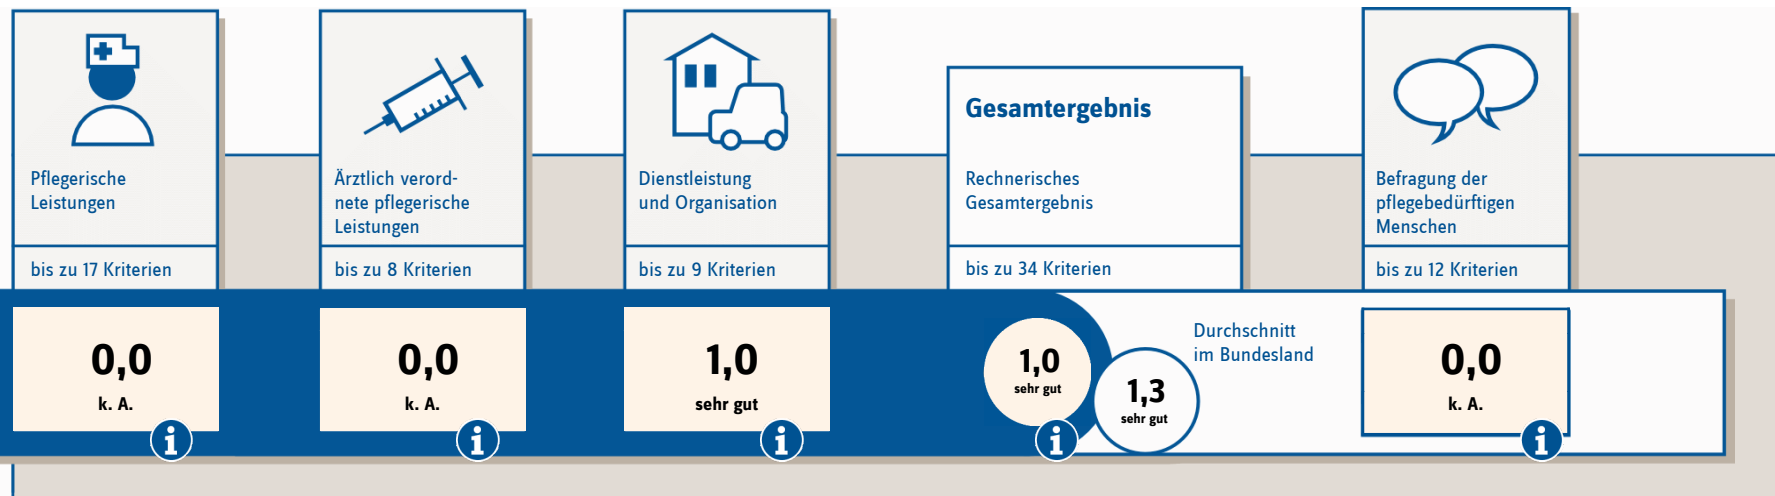 Pflegerische
Leistungen
bis zu 17 Kriterien
0,0
k. A.
i
Ärztlich verord-
nete pflegerische
Leistungen
bis zu 8 Kriterien
0,0
k. A.
i
Dienstleistung
und Organisation
bis zu 9 Kriterien
1,0
sehr gut
i
Gesamtergebnis
Rechnerisches
Gesamtergebnis
bis zu 34 Kriterien
1,0
sehr gut
i
1,3
sehr gut
Durchschnitt
im Bundesland
Befragung der
pflegebedürftigen
Menschen
bis zu 12 Kriterien
0,0
k. A.
i